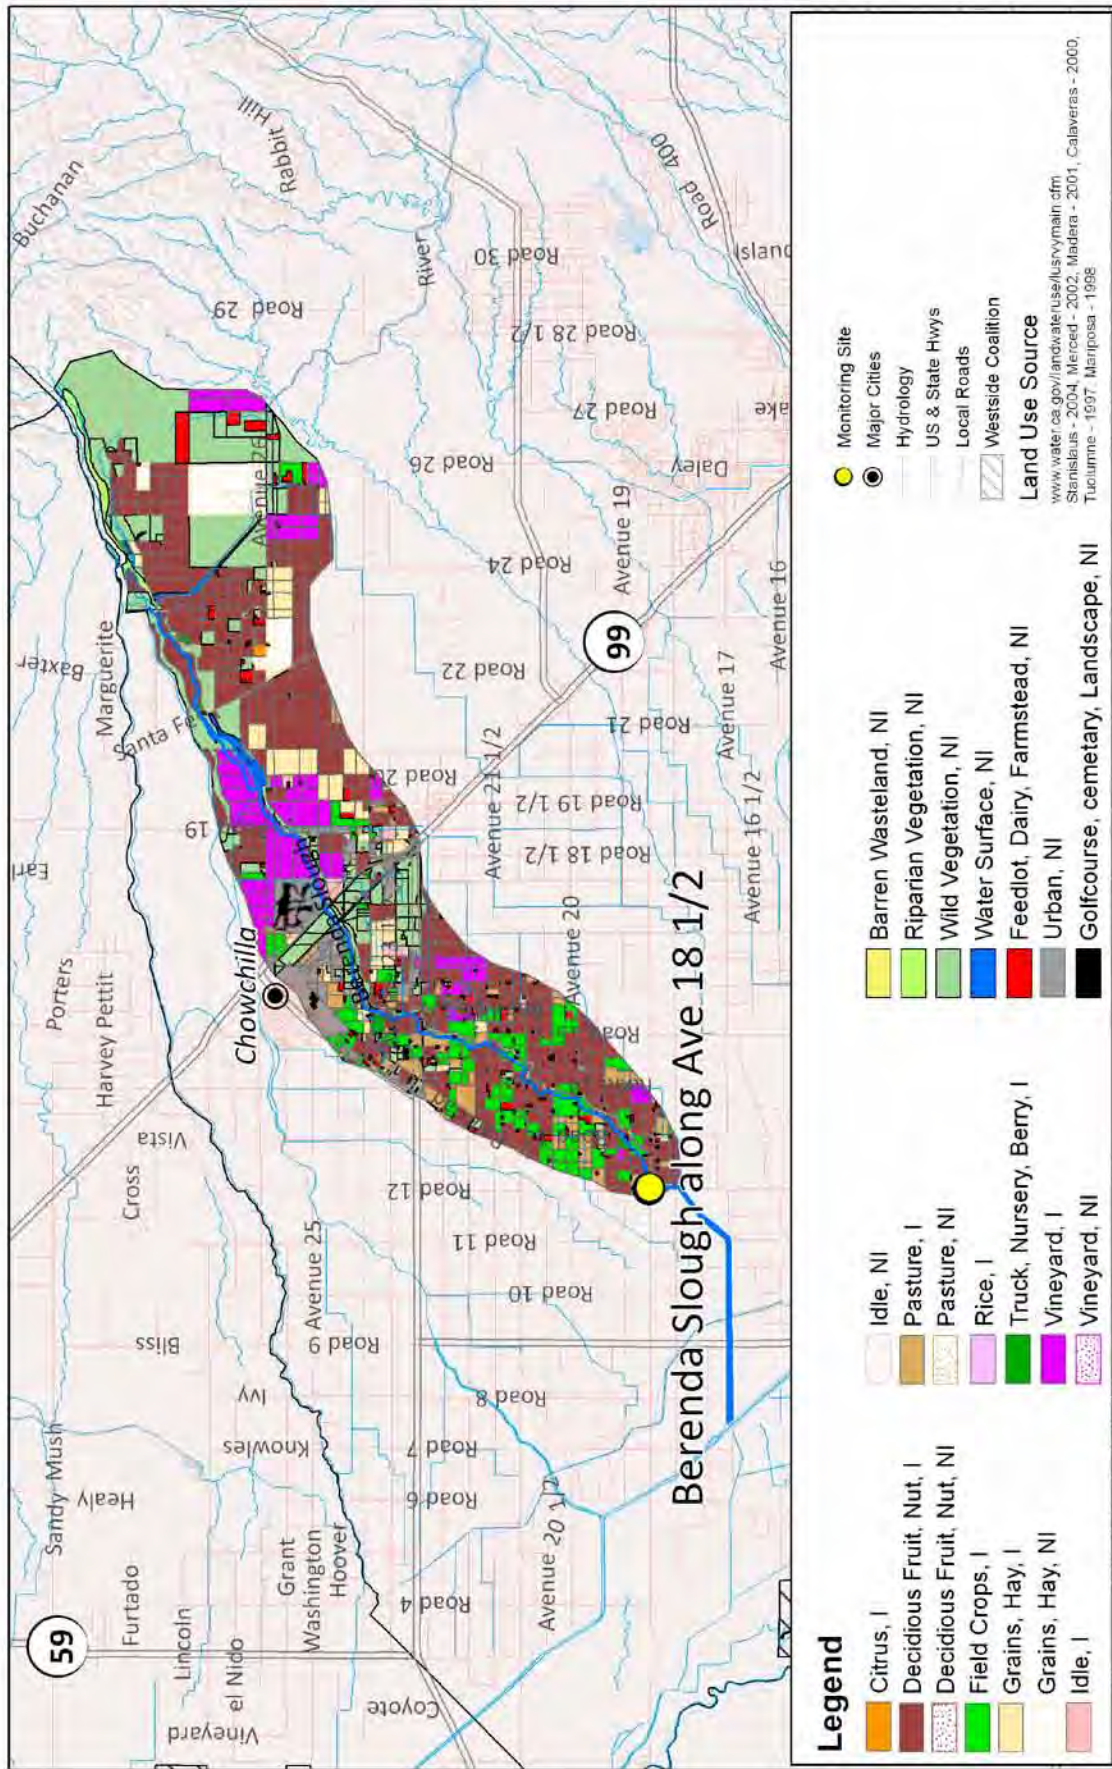 59
99
Sandy Mush
Healy
Furtado
Lincoln
el Nido
Vineyard
Grant
Washington
Hoover
Knowles
Ivy
Bliss
Cross
Vista
Harvey Pettit
Porters
Earl
Baxter
Marguerite
Santa Fe
Buchanan
Rabbit Hill
Road 29
River
Chowchilla
19
Avenue 26
Avenue 25
Road 9
Road 12
Road 11
Road 10
Road 8
Road 7
Road 6
Road 4
Coyote
Avenue 20 1/2
Berenda Slough
Road 20
Avenue 21 1/2
Road 22
Road 24
Road 26
Road 30
Road 28 1/2
Road 27
Daley
Road 400
Island
Lake
Avenue 19
Road 21
Road 19 1/2
Road 18 1/2
Avenue 20
Avenue 17
Avenue 16 1/2
Avenue 16
Road
Berenda Slough along Ave 18 1/2
Legend
Citrus, I
Decidious Fruit, Nut, I
Decidious Fruit, Nut, NI
Field Crops, I
Grains, Hay, I
Grains, Hay, NI
Idle, I
Idle, NI
Pasture, I
Pasture, NI
Rice, I
Truck, Nursery, Berry, I
Vineyard, I
Vineyard, NI
Barren Wasteland, NI
Riparian Vegetation, NI
Wild Vegetation, NI
Water Surface, NI
Feedlot, Dairy, Farmstead, NI
Urban, NI
Golfcourse, cemetary, Landscape, NI
Monitoring Site
Major Cities
Hydrology
US & State Hwys
Local Roads
Westside Coalition
Land Use Source
www.water.ca.gov/landwateruse/lusrvymain.cfm
Stanislaus - 2004, Merced - 2002, Madera - 2001, Calaveras - 2000,
Tuolumne - 1997, Mariposa - 1998